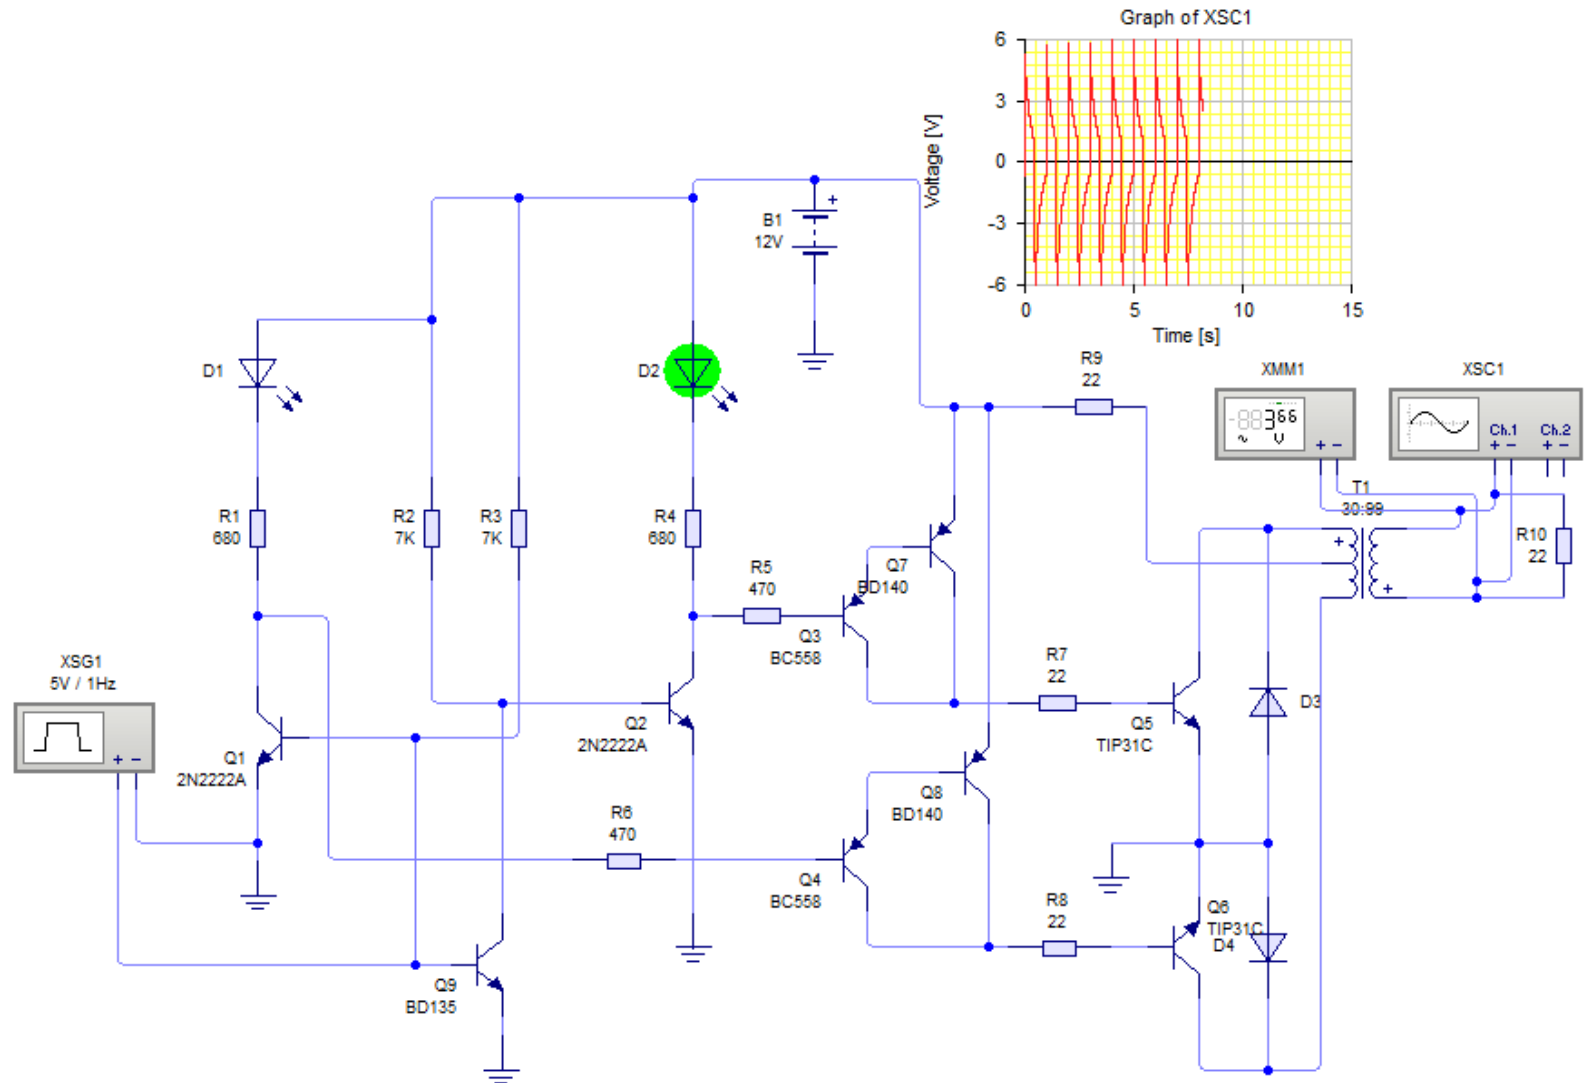 Graph of XSC1
Voltage [V]
6
3
0
-3
-6
0
5
10
15
Time [s]
B1
12V
+
D1
D2
R9
22
XMM1
XSC1
-88366
~ V
+ -
Ch.1
+ -
Ch.2
+ -
T1
30:99
+
+
R10
22
R1
680
R2
7K
R3
7K
R4
680
R5
470
Q7
BD140
Q3
BC558
XSG1
5V / 1Hz
+ -
Q1
2N2222A
Q2
2N2222A
R7
22
Q5
TIP31C
D3
R6
470
Q8
BD140
Q4
BC558
R8
22
Q6
TIP31C
D4
Q9
BD135